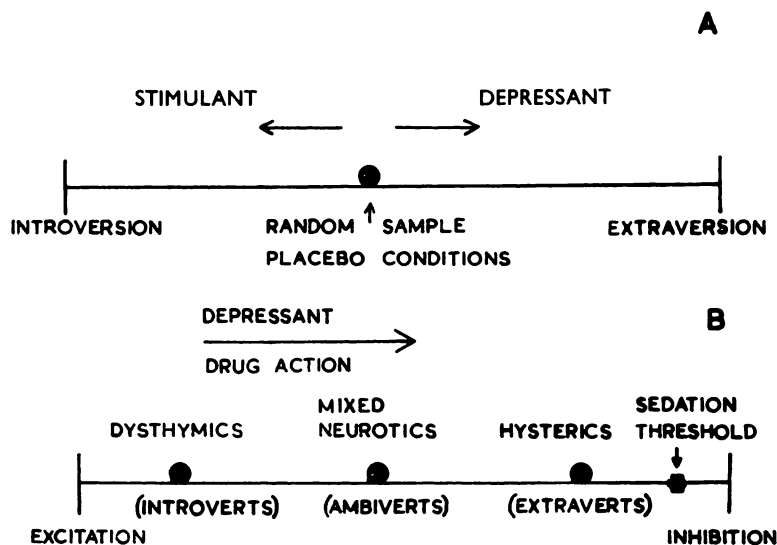 A
STIMULANT DEPRESSANT
INTROVERSION RANDOM SAMPLE EXTRAVERSION
PLACEBO CONDITIONS
B
DEPRESSANT
DRUG ACTION
MIXED SEDATION
DYSTHYMICS NEUROTICS HYSTERICS THRESHOLD
(INTROVERTS) (AMBIVERTS) (EXTRAVERTS)
EXCITATION INHIBITION